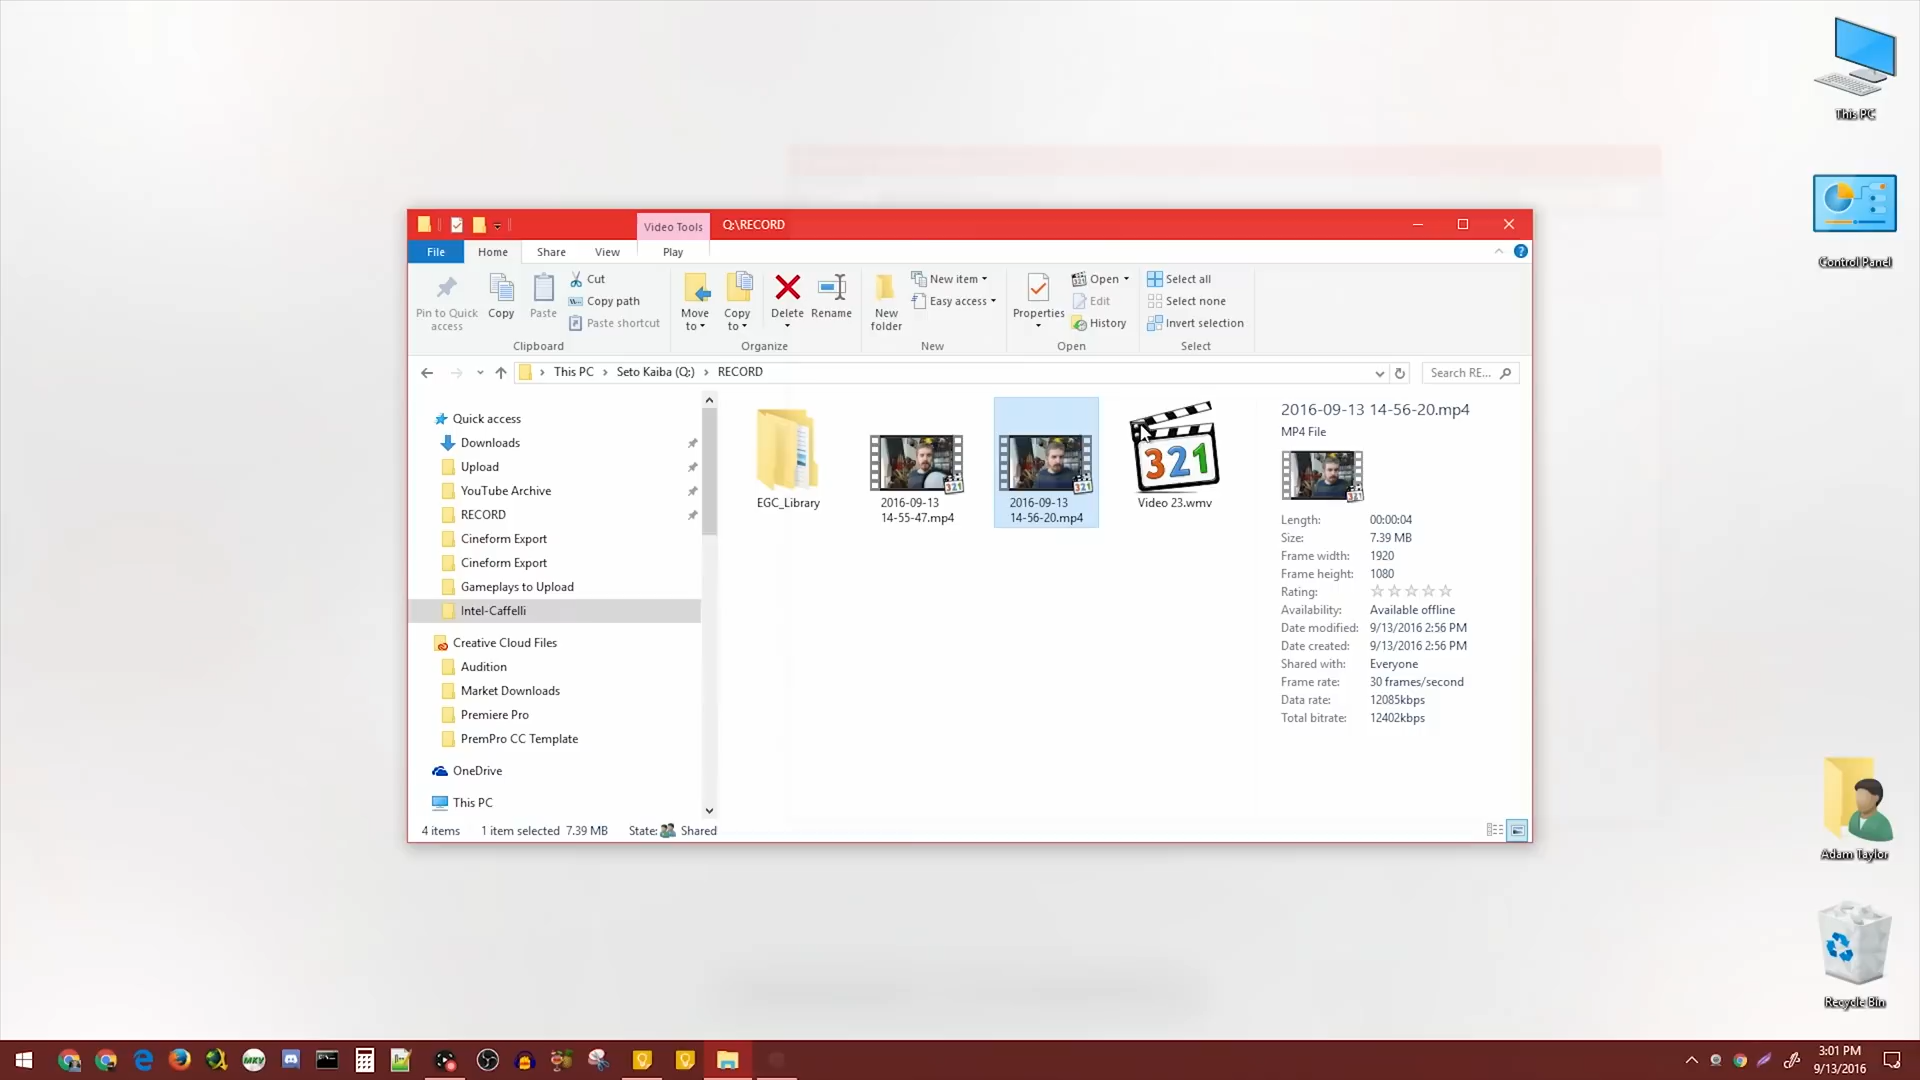 This PC
Control Panel
Video Tools
Q:\RECORD
File
Home
Share
View
Play
Pin to Quick
access
Copy
Paste
Cut
Copy path
Paste shortcut
Clipboard
Move
to
Copy
to
Delete
Rename
Organize
New
folder
New item
Easy access
New
Properties
Open
Edit
History
Open
Select all
Select none
Invert selection
Select
This PC
Seto Kaiba (Q:)
RECORD
Search RE...
Quick access
Downloads
Upload
YouTube Archive
RECORD
Cineform Export
Cineform Export
Gameplays to Upload
Intel-Caffelli
Creative Cloud Files
Audition
Market Downloads
Premiere Pro
PremPro CC Template
OneDrive
This PC
EGC_Library
2016-09-13
14-55-47.mp4
2016-09-13
14-56-20.mp4
321
Video 23.wmv
2016-09-13 14-56-20.mp4
MP4 File
Length: 00:00:04
Size: 7.39 MB
Frame width: 1920
Frame height: 1080
Rating:
Availability: Available offline
Date modified: 9/13/2016 2:56 PM
Date created: 9/13/2016 2:56 PM
Shared with: Everyone
Frame rate: 30 frames/second
Data rate: 12085kbps
Total bitrate: 12402kbps
4 items 1 item selected 7.39 MB State: Shared
Adam Taylor
Recycle Bin
MKV
3:01 PM
9/13/2016